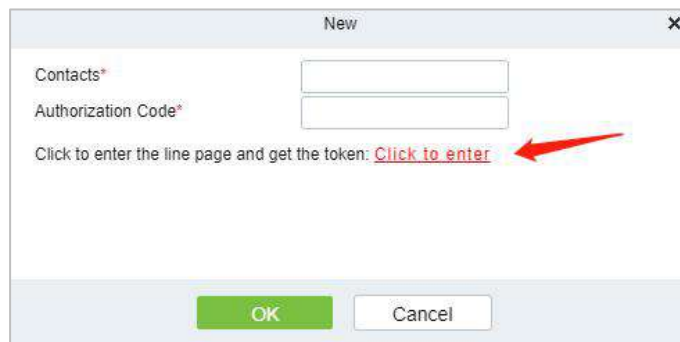 New
Contacts*
Authorization Code*
Click to enter the line page and get the token: Click to enter
OK Cancel